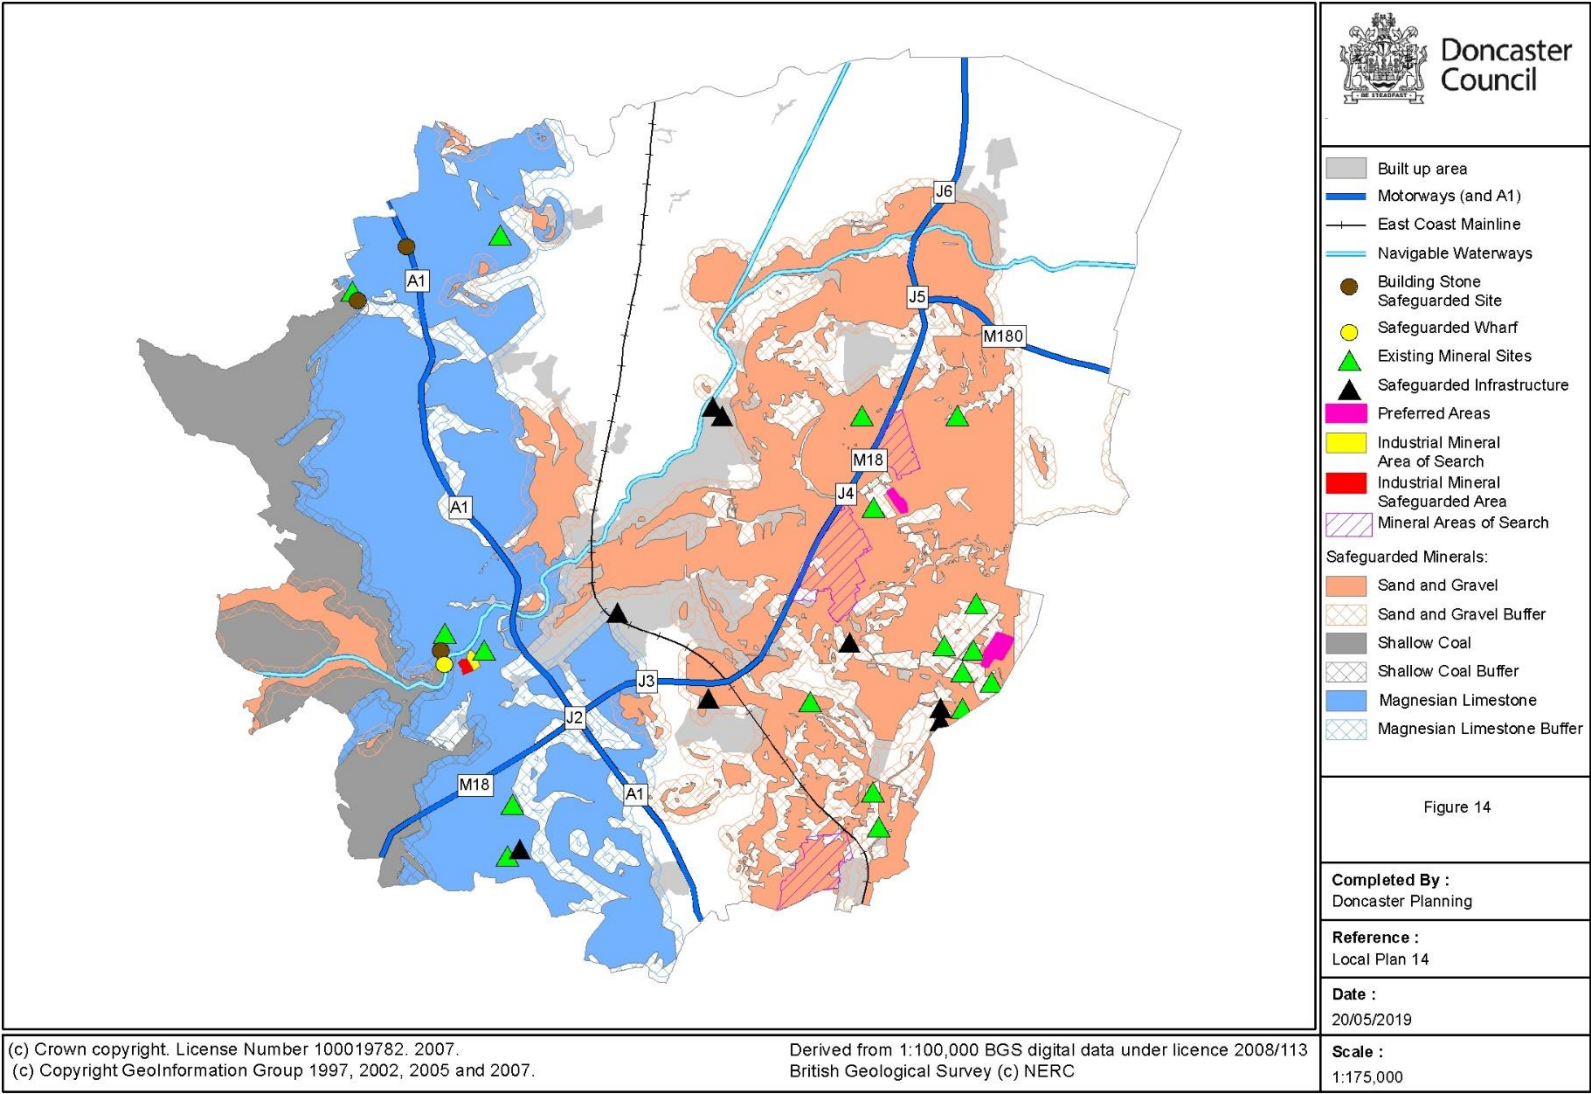 Doncaster
Council
BE STEADFAST
Built up area
Motorways (and A1)
East Coast Mainline
Navigable Waterways
Building Stone
Safeguarded Site
Safeguarded Wharf
Existing Mineral Sites
Safeguarded Infrastructure
Preferred Areas
Industrial Mineral
Area of Search
Industrial Mineral
Safeguarded Area
Mineral Areas of Search
Safeguarded Minerals:
Sand and Gravel
Sand and Gravel Buffer
Shallow Coal
Shallow Coal Buffer
Magnesian Limestone
Magnesian Limestone Buffer
Figure 14
Completed By :
Doncaster Planning
Reference :
Local Plan 14
Date :
20/05/2019
Scale :
1:175,000
J6
A1
J5
M180
M18
J4
A1
J3
J2
M18
A1
(c) Crown copyright. License Number 100019782. 2007.
(c) Copyright GeoInformation Group 1997, 2002, 2005 and 2007.
Derived from 1:100,000 BGS digital data under licence 2008/113
British Geological Survey (c) NERC